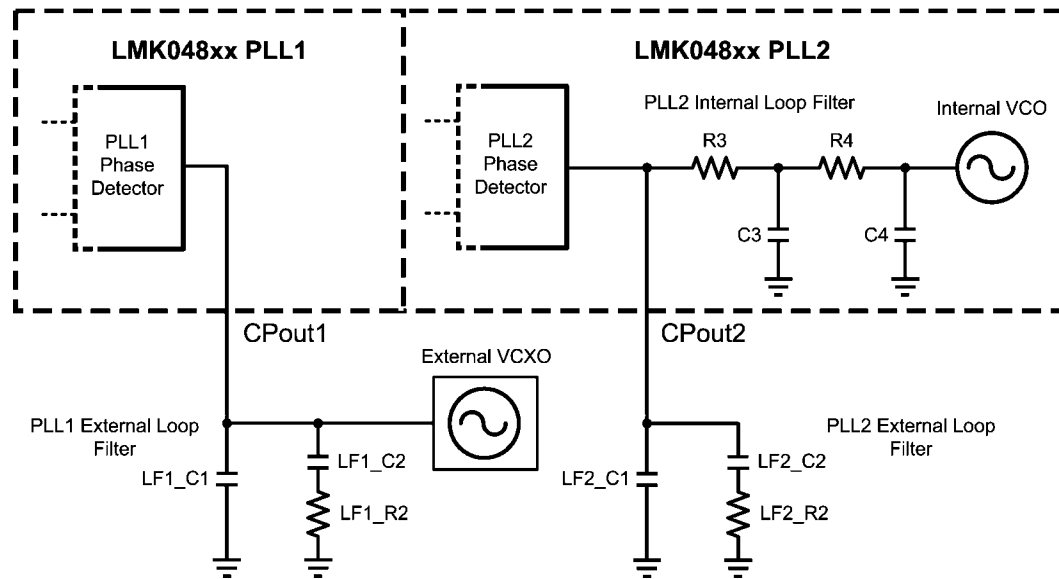 LMK048xx PLL1
PLL1
Phase
Detector
CPout1
PLL1 External Loop
Filter
LF1_C1
LF1_C2
LF1_R2
External VCXO
LMK048xx PLL2
PLL2
Phase
Detector
PLL2 Internal Loop Filter
R3
R4
C3
C4
Internal VCO
CPout2
LF2_C1
LF2_C2
LF2_R2
PLL2 External Loop
Filter